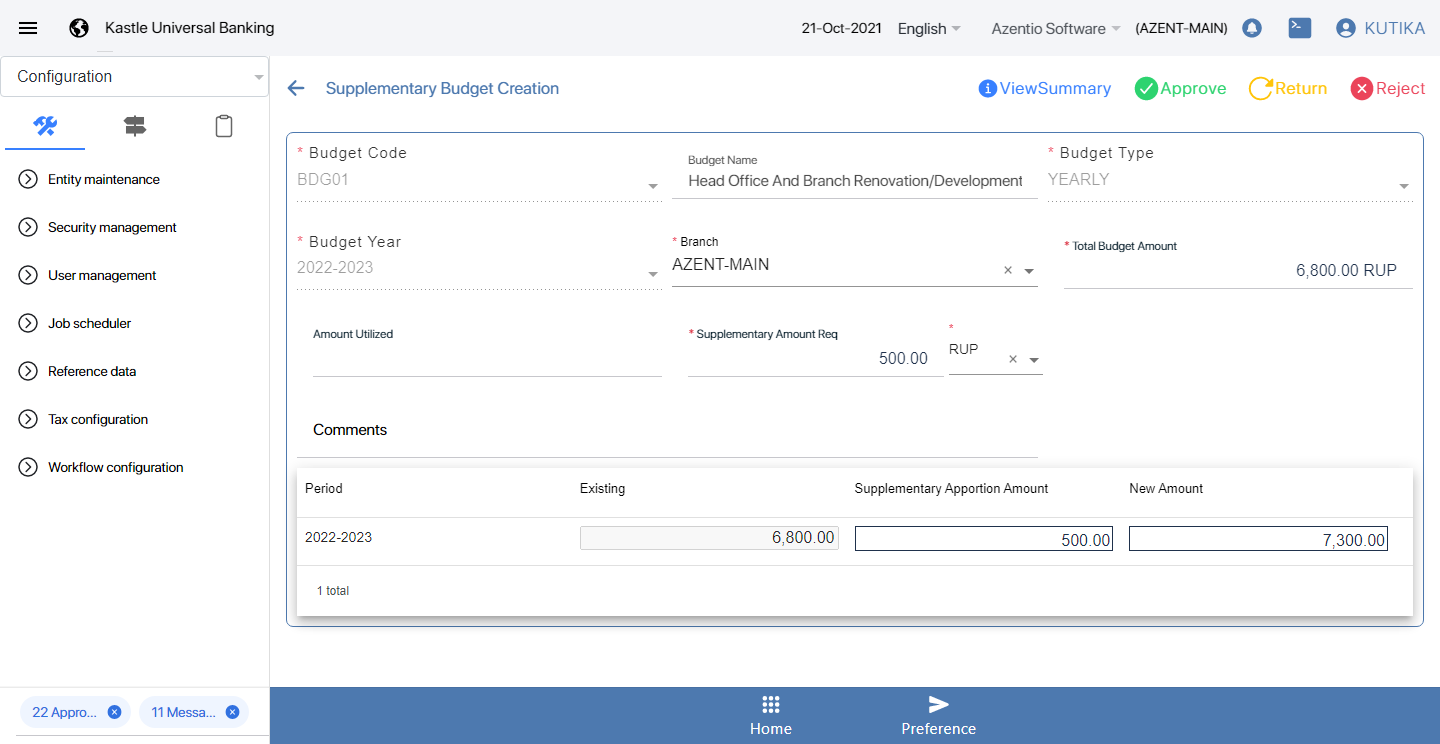 Kastle Universal Banking
21-Oct-2021 English Azentio Software (AZENT-MAIN) KUTIKA
Configuration
Supplementary Budget Creation
ViewSummary Approve Return Reject
Entity maintenance
Security management
User management
Job scheduler
Reference data
Tax configuration
Workflow configuration
* Budget Code
BDG01
Budget Name
Head Office And Branch Renovation/Development
* Budget Type
YEARLY
* Budget Year
2022-2023
* Branch
AZENT-MAIN
* Total Budget Amount
6,800.00 RUP
Amount Utilized
* Supplementary Amount Req
500.00
*
RUP
Comments
Period Existing Supplementary Apportion Amount New Amount
2022-2023 6,800.00 500.00 7,300.00
1 total
22 Appro... 11 Messa...
Home Preference